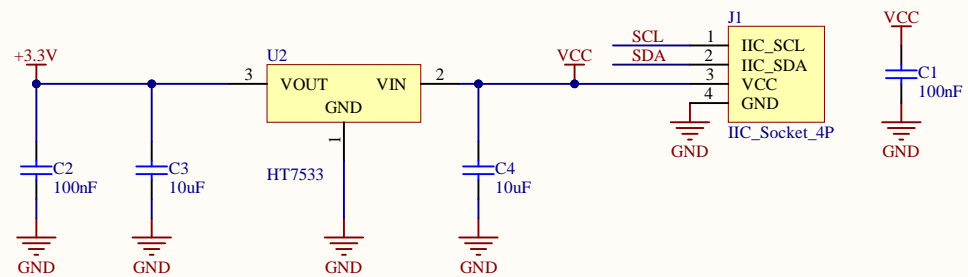 J1
VCC
SCL
1
IIC_SCL
+3.3V
U2
VCC
SDA
2
IIC_SDA
3
VOUT
VIN
2
3
VCC
C1
GND
4
GND
100nF
IIC_Socket_4P
GND
GND
1
C2
100nF
C3
10uF
HT7533
C4
10uF
GND
GND
GND
GND